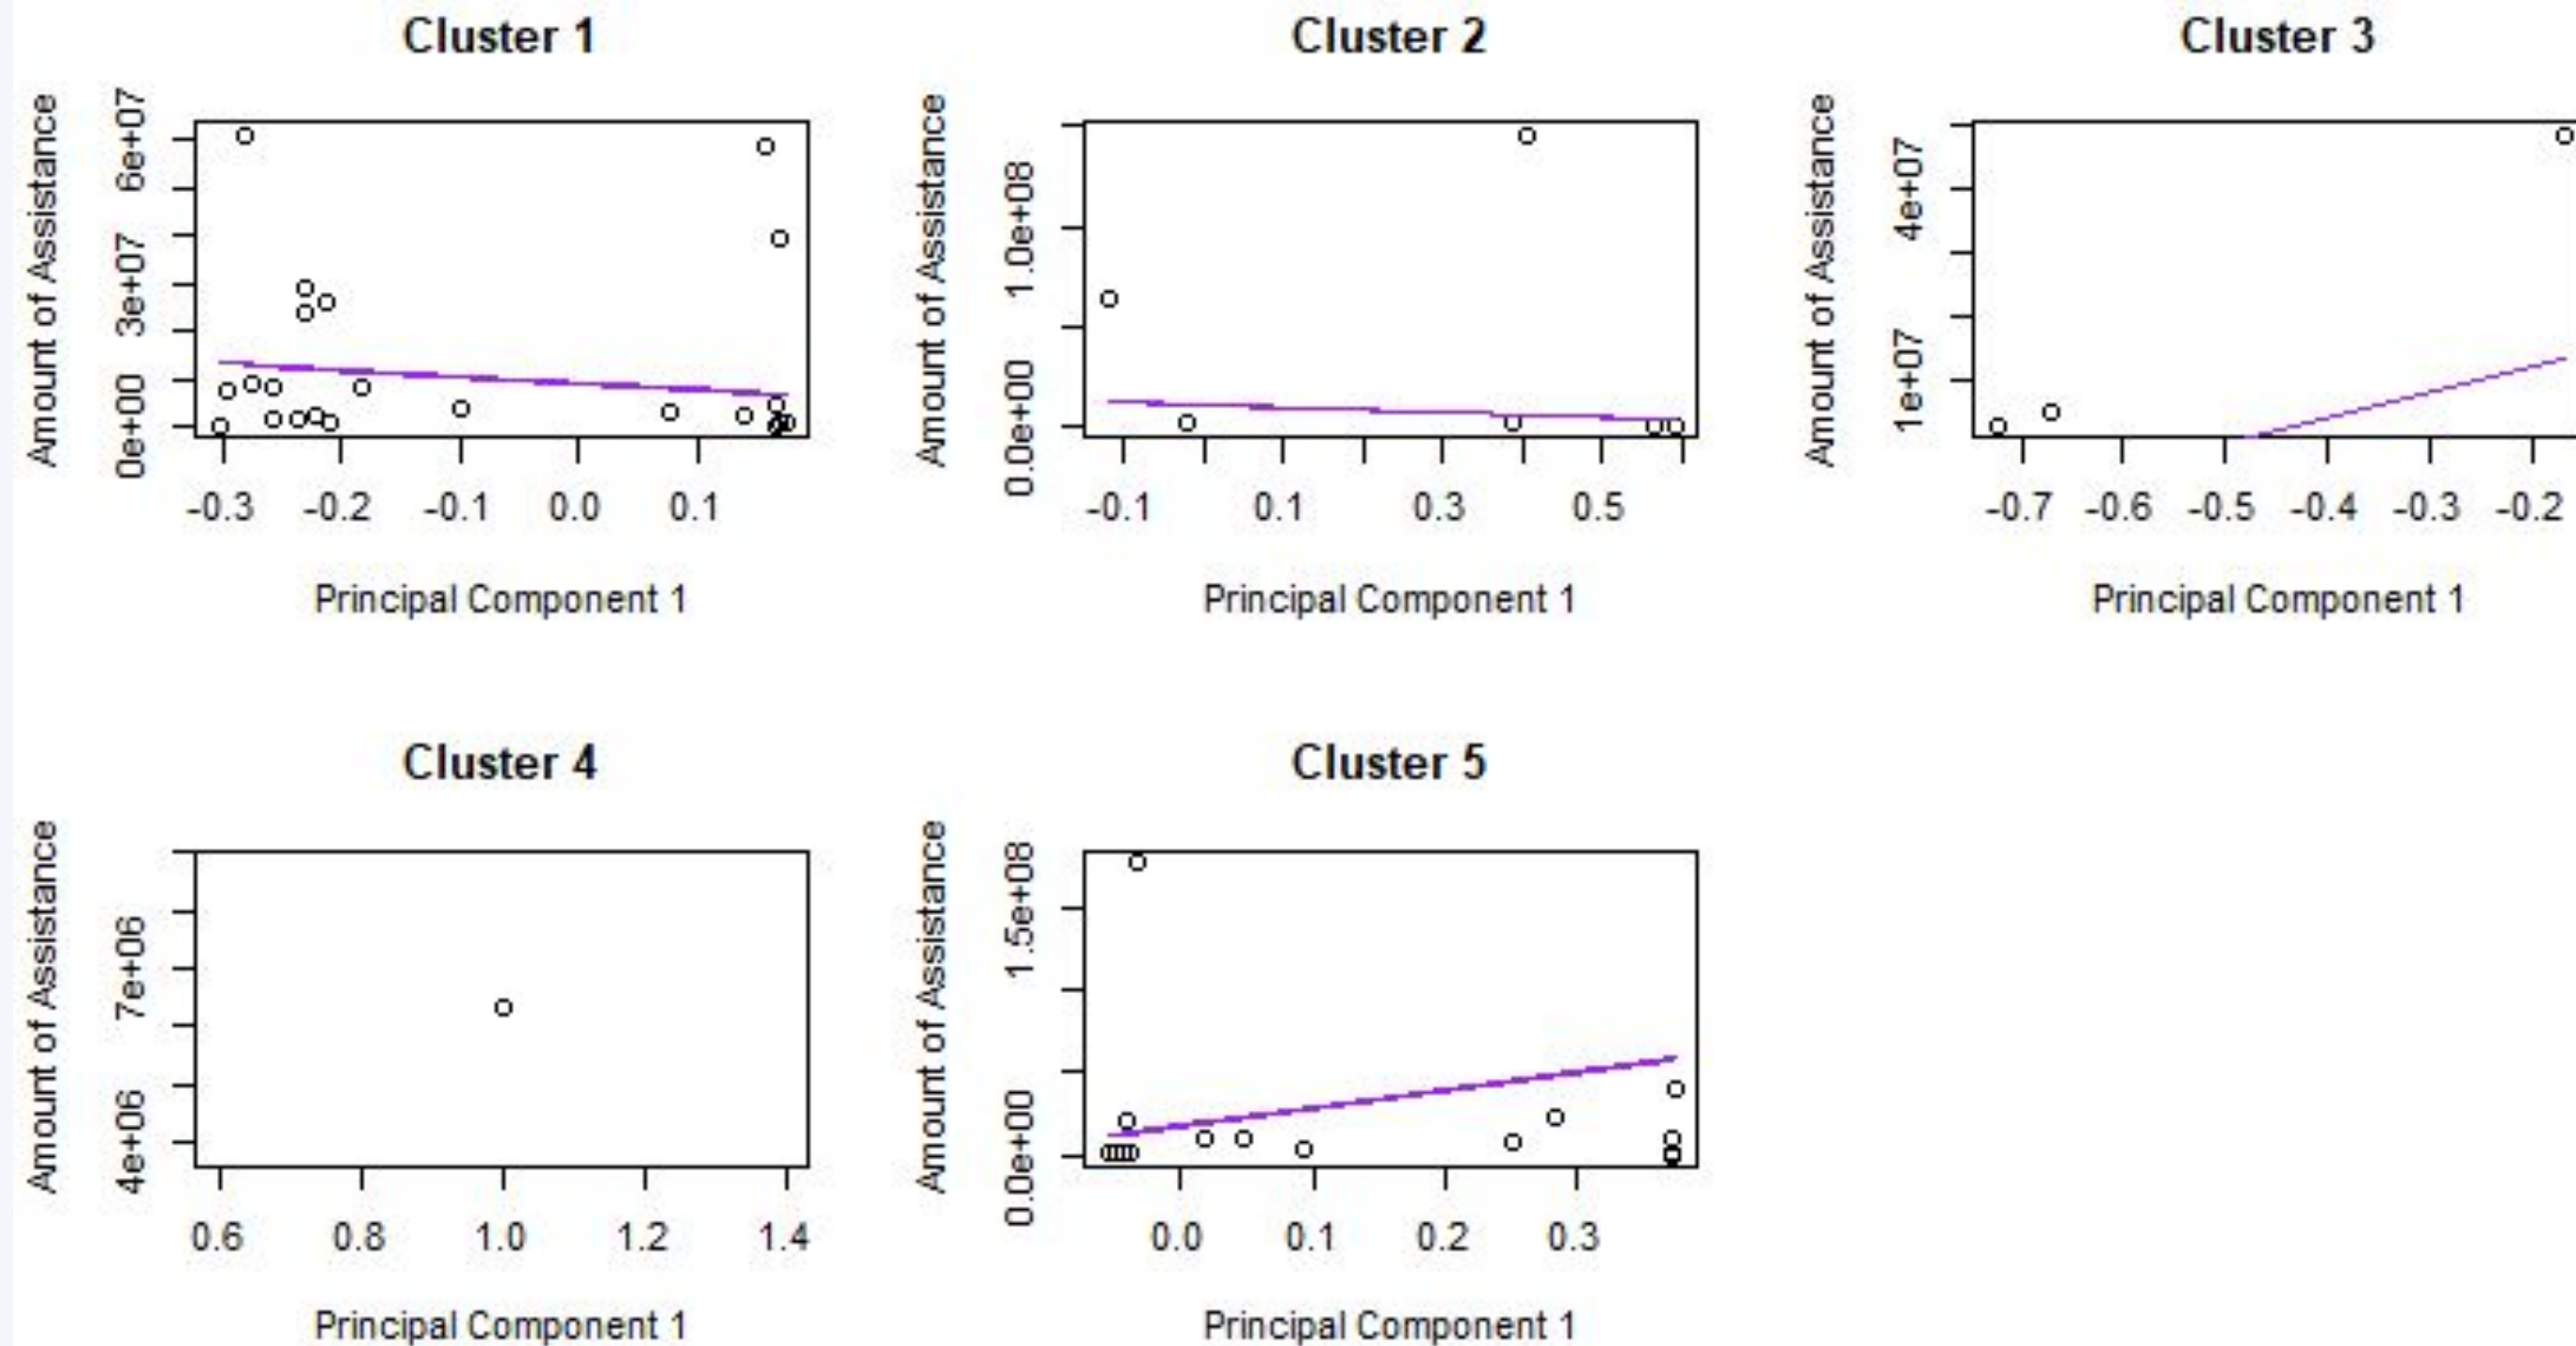 Cluster 1
Amount of Assistance
0e+00 3e+07 6e+07
-0.3 -0.2 -0.1 0.0 0.1
Principal Component 1
Cluster 2
Amount of Assistance
0.0e+00 1.0e+08
-0.1 0.1 0.3 0.5
Principal Component 1
Cluster 3
Amount of Assistance
1e+07 4e+07
-0.7 -0.6 -0.5 -0.4 -0.3 -0.2
Principal Component 1
Cluster 4
Amount of Assistance
4e+06 7e+06
0.6 0.8 1.0 1.2 1.4
Principal Component 1
Cluster 5
Amount of Assistance
0.0e+00 1.5e+08
0.0 0.1 0.2 0.3
Principal Component 1